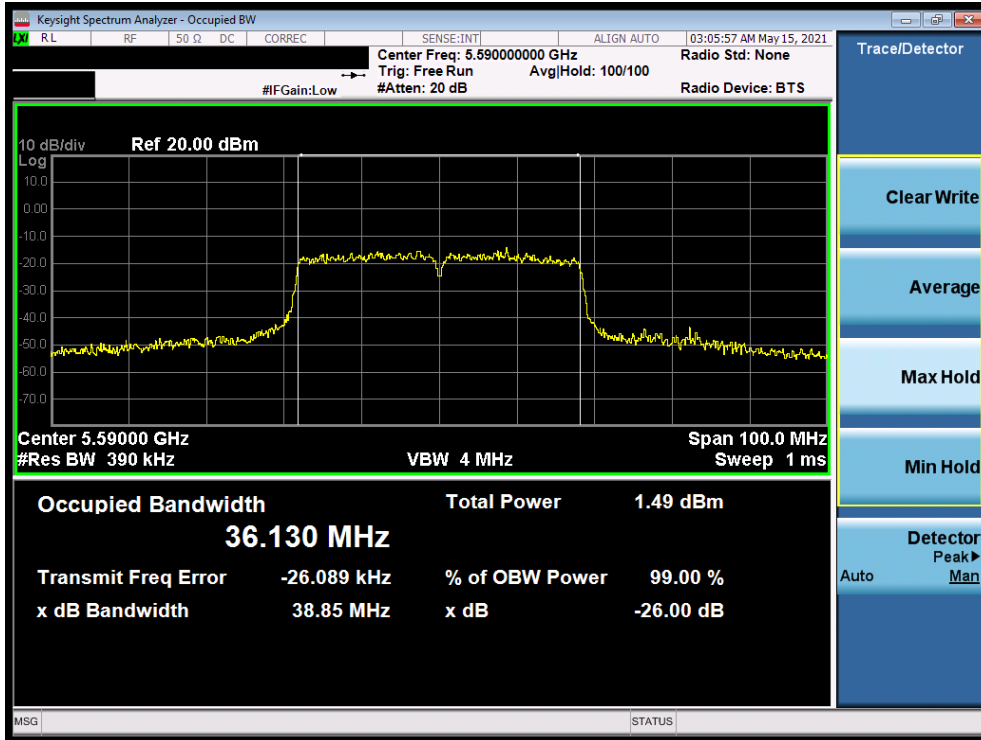 Keysight Spectrum Analyzer - Occupied BW
LXI RL RF 50 Ω DC CORREC SENSE:INT ALIGN AUTO 03:05:57 AM May 15, 2021
Center Freq: 5.590000000 GHz Radio Std: None
Trig: Free Run Avg|Hold: 100/100
#IFGain:Low #Atten: 20 dB Radio Device: BTS
Trace/Detector
10 dB/div Ref 20.00 dBm
Log
10.0
0.00
-10.0
-20.0
-30.0
-40.0
-50.0
-60.0
-70.0
Center 5.59000 GHz Span 100.0 MHz
#Res BW 390 kHz VBW 4 MHz Sweep 1 ms
Occupied Bandwidth Total Power 1.49 dBm
36.130 MHz
Transmit Freq Error -26.089 kHz % of OBW Power 99.00 %
x dB Bandwidth 38.85 MHz x dB -26.00 dB
Clear Write
Average
Max Hold
Min Hold
Detector
Peak▶
Auto Man
MSG STATUS